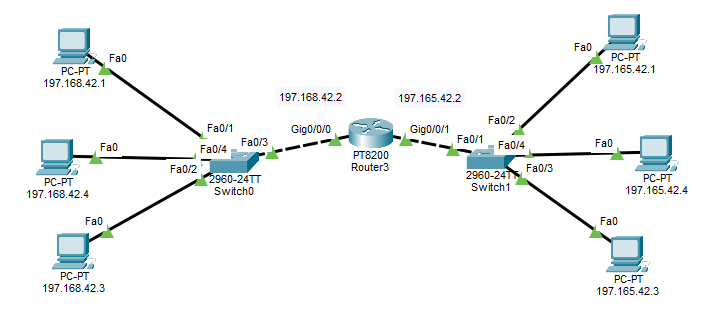 Fa0
PC-PT
197.168.42.1
Fa0
PC-PT
197.168.42.4
Fa0
PC-PT
197.168.42.3
Fa0/1
Fa0/4
Fa0/2
Fa0/3
2960-24TT
Switch0
197.168.42.2
Gig0/0/0
PT8200
Router3
197.165.42.2
Gig0/0/1
Fa0/1
Fa0/2
Fa0/4
Fa0/3
2960-24TT
Switch1
Fa0
PC-PT
197.165.42.1
Fa0
PC-PT
197.165.42.4
Fa0
PC-PT
197.165.42.3